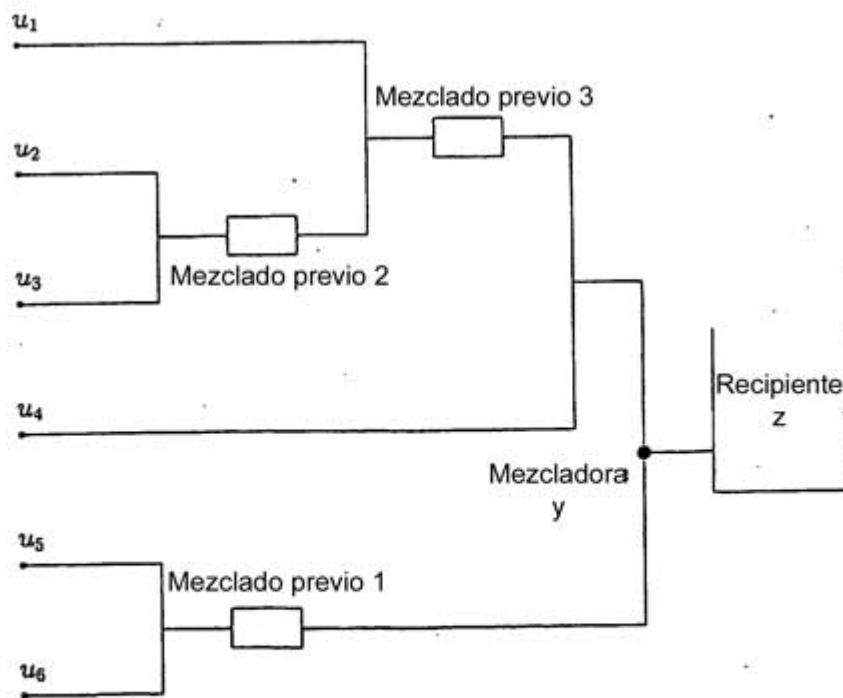 u₁
Mezclado previo 3
u₂
Mezclado previo 2
u₃
Recipiente
z
u₄
Mezcladora
y
u₅
Mezclado previo 1
u₆